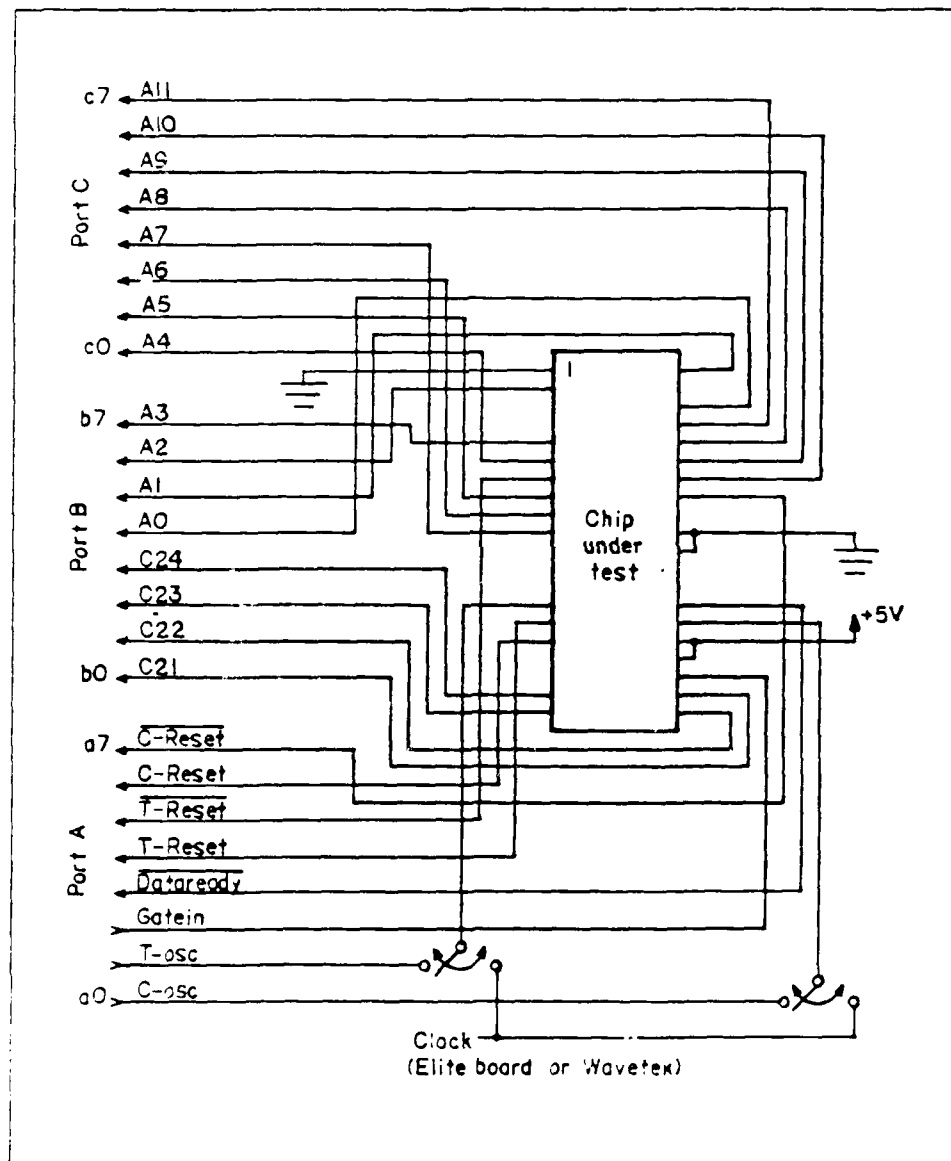 c7 A11
A10
A9
Port C
A8
A7
A6
A5
c0 A4
1
b7 A3
A2
A1
Port B
A0
Chip
under
test
C24
C23
+5V
C22
b0 C21
a7 C-Reset
C-Reset
T-Reset
Port A
T-Reset
Dataready
Gatein
T-osc
a0 C-osc
Clock
(Elite board or Wavetex)